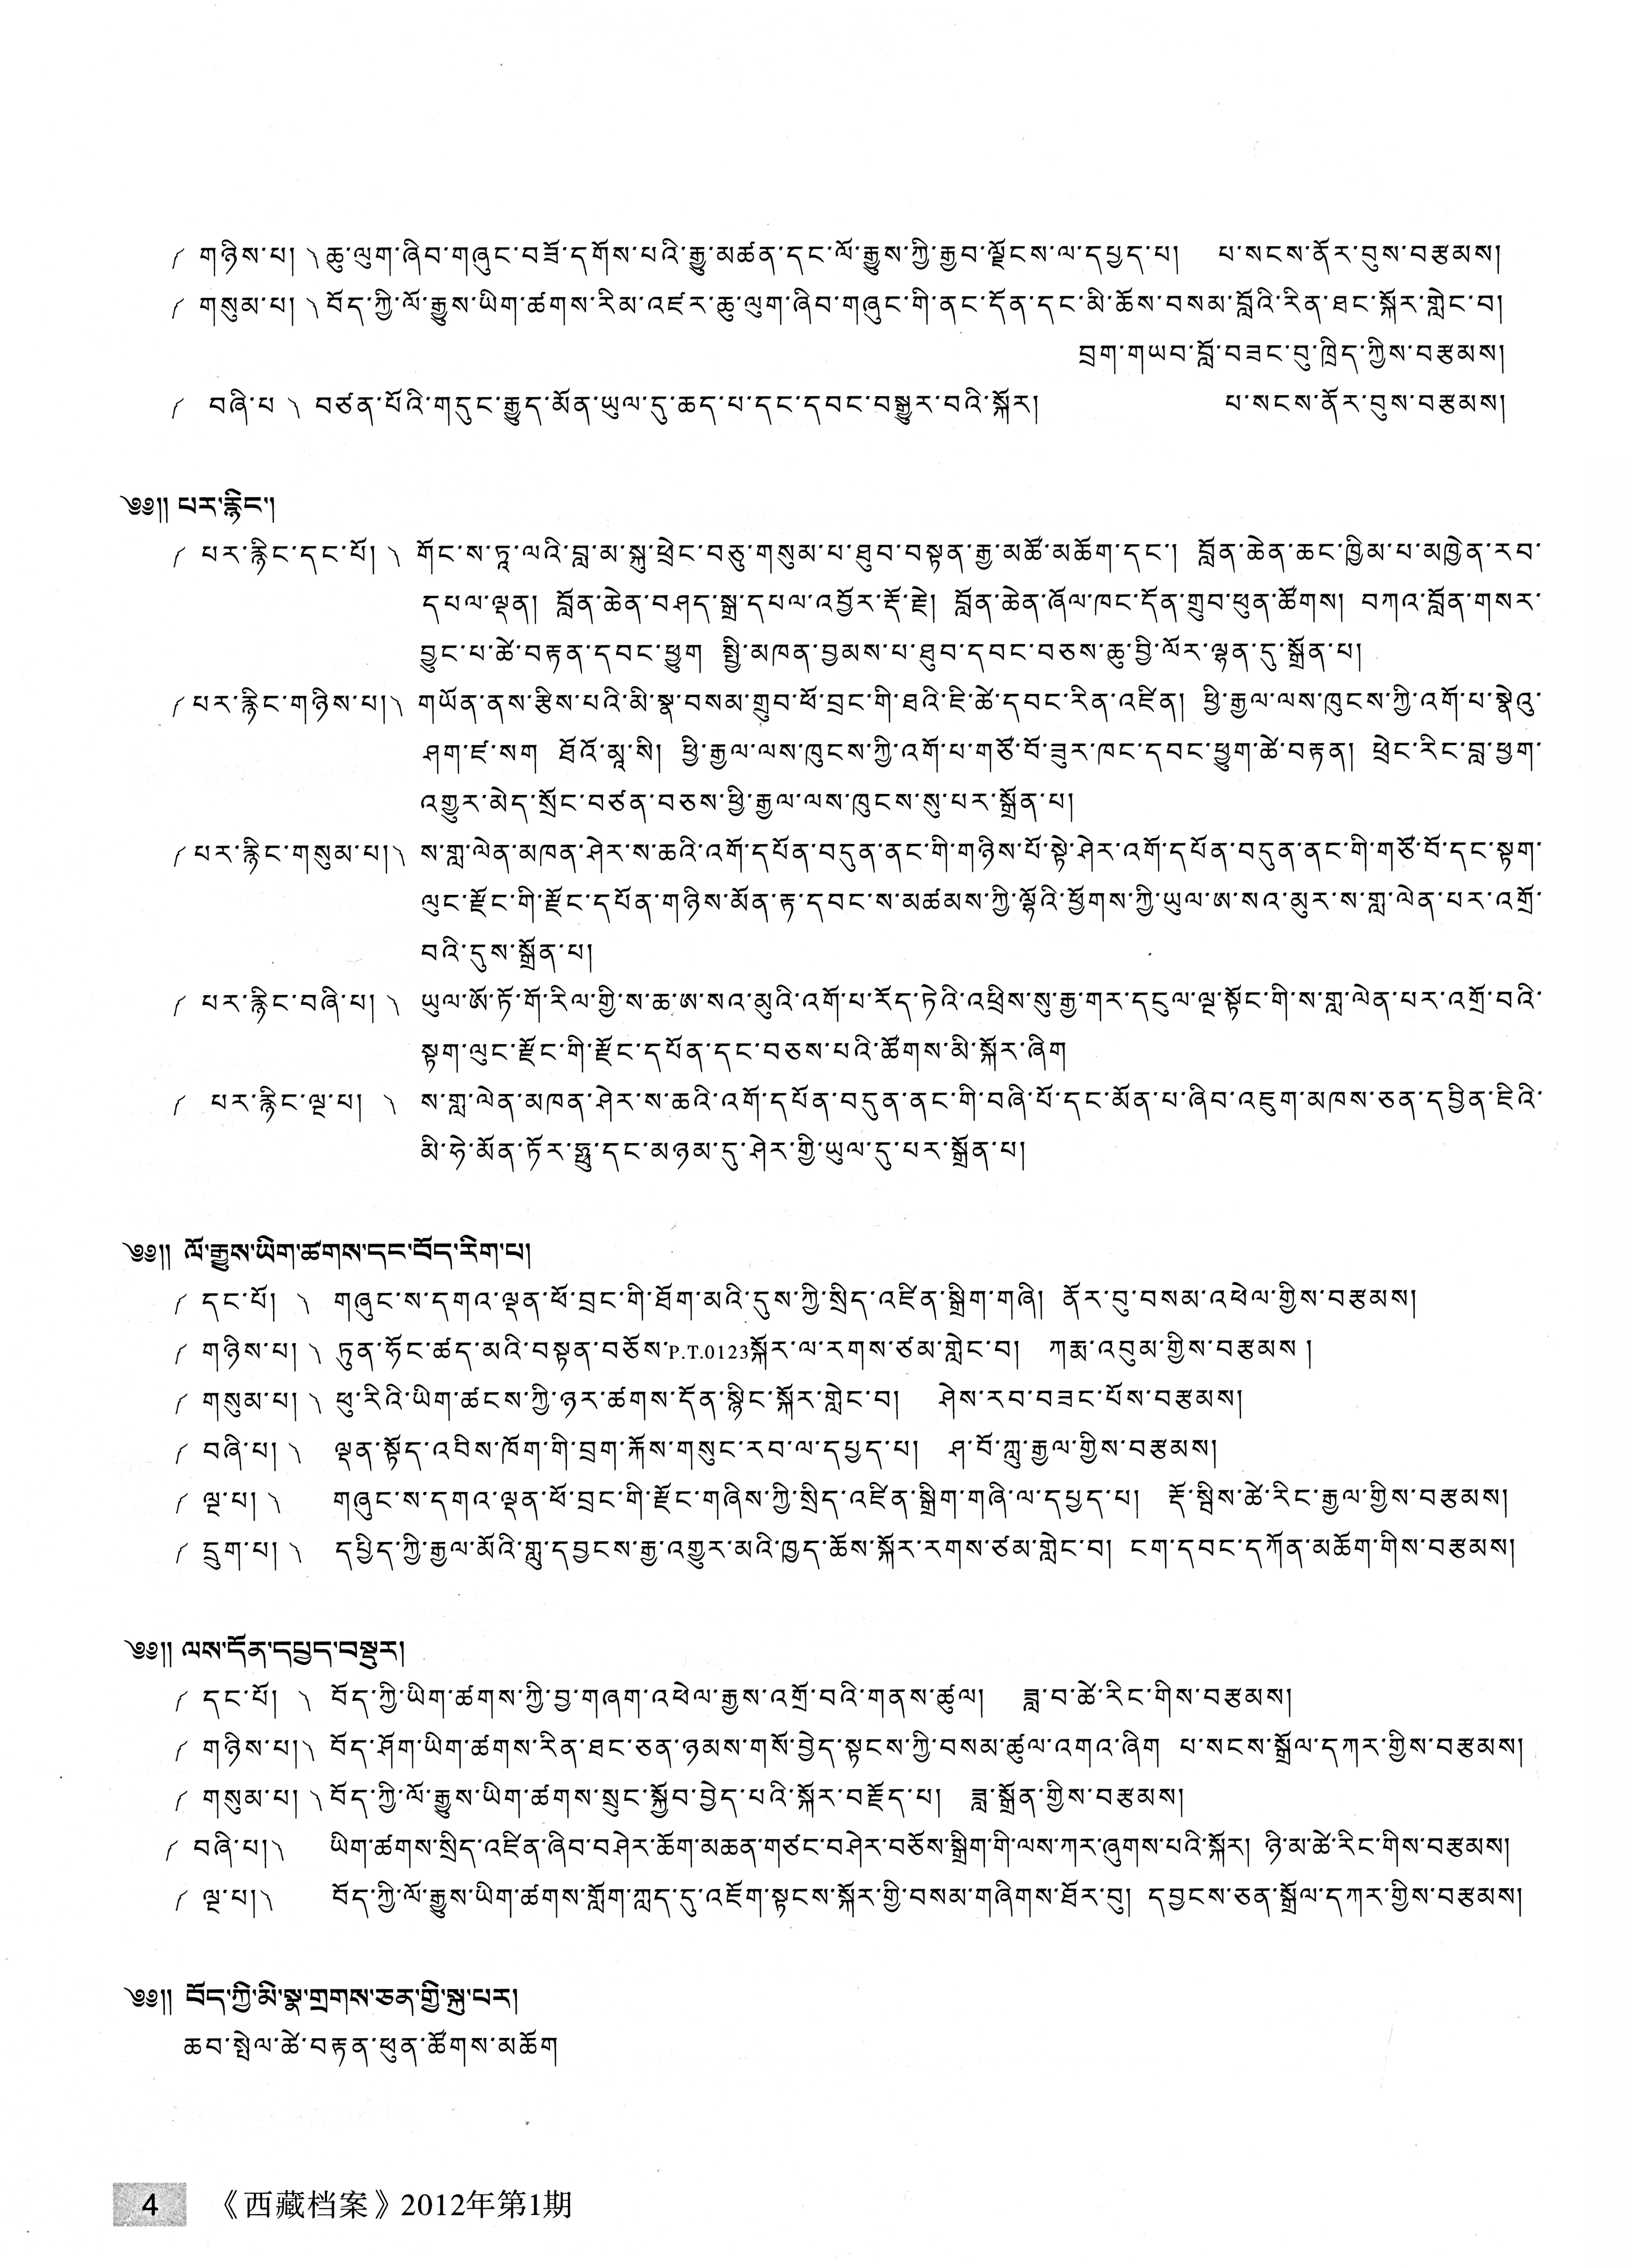 ( གཉིས་པ། ) ཆུ་ལུག་ཞིབ་གཞུང་བཟོ་དགོས་པའི་རྒྱུ་མཚན་དང་ལོ་རྒྱུས་ཀྱི་རྒྱབ་ལྗོངས་ལ་དཔྱད་པ། པ་སངས་ནོར་བུས་བརྩམས།
( གསུམ་པ། ) བོད་ཀྱི་ལོ་རྒྱུས་ཡིག་ཚགས་རིམ་འཛར་ཆུ་ལུག་ཞིབ་གཞུང་གི་ནང་དོན་དང་མི་ཆོས་བསམ་བློའི་རིན་ཐང་སྐོར་གླེང་བ།
བྲག་གཡབ་བློ་བཟང་བུ་ཁྲིད་ཀྱིས་བརྩམས།
( བཞི་པ ) བཙན་པོའི་གདུང་རྒྱུད་མོན་ཡུལ་དུ་ཆད་པ་དང་དབང་བསྒྱུར་བའི་སྐོར། པ་སངས་ནོར་བུས་བརྩམས།
༄༅།། པར་རྙིང་།
( པར་རྙིང་དང་པོ། ) གོང་ས་ཏཱ་ལའི་བླ་མ་སྐུ་ཕྲེང་བཅུ་གསུམ་པ་ཐུབ་བསྟན་རྒྱ་མཚོ་མཆོག་དང་། བློན་ཆེན་ཆང་ཁྱིམ་པ་མཁྱེན་རབ་
དཔལ་ལྡན། བློན་ཆེན་བཤད་སྒྲ་དཔལ་འབྱོར་རྡོ་རྗེ། བློན་ཆེན་ཞོལ་ཁང་དོན་གྲུབ་ཕུན་ཚོགས། བཀའ་བློན་གསར་
བྱུང་པ་ཚེ་བརྟན་དབང་ཕྱུག སྤྱི་མཁན་བྱམས་པ་ཐུབ་དབང་བཅས་ཆུ་བྱི་ལོར་ལྷན་དུ་སྒྲོན་པ།
( པར་རྙིང་གཉིས་པ། ) གཡོན་ནས་རྩིས་པའི་མི་སྣ་བསམ་གྲུབ་ཕོ་བྲང་གི་ཐའི་ཇི་ཚེ་དབང་རིན་འཛིན། ཕྱི་རྒྱལ་ལས་ཁུངས་ཀྱི་འགོ་པ་སྣེའུ་
ཤག་ཛ་སག ཐོའོ་མཱ་སི། ཕྱི་རྒྱལ་ལས་ཁུངས་ཀྱི་འགོ་པ་གཙོ་བོ་ཟུར་ཁང་དབང་ཕྱུག་ཚེ་བརྟན། ཕྲེང་རིང་བླ་ཕྱག་
འགྱུར་མེད་སྲོང་བཙན་བཅས་ཕྱི་རྒྱལ་ལས་ཁུངས་སུ་པར་སྒྲོན་པ།
( པར་རྙིང་གསུམ་པ། ) ས་གླ་ལེན་མཁན་ཤེར་ས་ཆའི་འགོ་དཔོན་བདུན་ནང་གི་གཉིས་པོ་སྟེ་ཤེར་འགོ་དཔོན་བདུན་ནང་གི་གཙོ་བོ་དང་སྟག་
ལུང་རྫོང་གི་རྫོང་དཔོན་གཉིས་མོན་རྟ་དབང་ས་མཚམས་ཀྱི་ལྷོའི་ཕྱོགས་ཀྱི་ཡུལ་ཨ་སའ་མུར་ས་གླ་ལེན་པར་འགྲོ་
བའི་དུས་སྒྲོན་པ།
( པར་རྙིང་བཞི་པ། ) ཡུལ་ཨོ་ཏོ་གོ་རིལ་གྱི་ས་ཆ་ཨ་སའ་མུའི་འགོ་པ་རོད་ཏེའི་འཕྲིས་སུ་རྒྱ་གར་དངུལ་ལྔ་སྟོང་གི་ས་གླ་ལེན་པར་འགྲོ་བའི་
སྟག་ལུང་རྫོང་གི་རྫོང་དཔོན་དང་བཅས་པའི་ཚོགས་མི་སྐོར་ཞིག
( པར་རྙིང་ལྔ་པ། ) ས་གླ་ལེན་མཁན་ཤེར་ས་ཆའི་འགོ་དཔོན་བདུན་ནང་གི་བཞི་པོ་དང་མོན་པ་ཞིབ་འཇུག་མཁས་ཅན་དབྱིན་ཇིའི་
མི་ཧེ་མོན་ཏོར་ཧྥུ་དང་མཉམ་དུ་ཤེར་གྱི་ཡུལ་དུ་པར་སྒྲོན་པ།
༄༅།། ལོ་རྒྱུས་ཡིག་ཚགས་དང་བོད་རིག་པ།
( དང་པོ། ) གཞུང་ས་དགའ་ལྡན་ཕོ་བྲང་གི་ཐོག་མའི་དུས་ཀྱི་སྲིད་འཛིན་སྒྲིག་གཞི། ནོར་བུ་བསམ་འཕེལ་གྱིས་བརྩམས།
( གཉིས་པ། ) ཏུན་ཧོང་ཚད་མའི་བསྟན་བཅོས་P.T.0123སྐོར་ལ་རགས་ཙམ་གླེང་བ། ཀརྨ་འབུམ་གྱིས་བརྩམས །
( གསུམ་པ། ) ཕུ་རིའི་ཡིག་ཚངས་ཀྱི་ཉར་ཚགས་དོན་སྙིང་སྐོར་གླེང་བ། ཤེས་རབ་བཟང་པོས་བརྩམས།
( བཞི་པ། ) ལྡན་སྟོད་འབིས་ཁོག་གི་བྲག་རྐོས་གསུང་རབ་ལ་དཔྱད་པ། ཤ་བོ་ཀླུ་རྒྱལ་གྱིས་བརྩམས།
( ལྔ་པ། ) གཞུང་ས་དགའ་ལྡན་ཕོ་བྲང་གི་རྫོང་གཞིས་ཀྱི་སྲིད་འཛིན་སྒྲིག་གཞི་ལ་དཔྱད་པ། རྡོ་སྦིས་ཚེ་རིང་རྒྱལ་གྱིས་བརྩམས།
( དྲུག་པ། ) དཔྱིད་ཀྱི་རྒྱལ་མོའི་གླུ་དབྱངས་རྒྱ་འགྱུར་མའི་ཁྱད་ཆོས་སྐོར་རགས་ཙམ་གླེང་བ། ངག་དབང་དཀོན་མཆོག་གིས་བརྩམས།
༄༅།། ལས་དོན་དཔྱད་བསྡུར།
( དང་པོ། ) བོད་ཀྱི་ཡིག་ཚགས་ཀྱི་བྱ་གཞག་འཕེལ་རྒྱས་འགྲོ་བའི་གནས་ཚུལ། ཟླ་བ་ཚེ་རིང་གིས་བརྩམས།
( གཉིས་པ། ) བོད་ཤོག་ཡིག་ཚགས་རིན་ཐང་ཅན་ཉམས་གསོ་བྱེད་སྟངས་ཀྱི་བསམ་ཚུལ་འགའ་ཞིག པ་སངས་སྒྲོལ་དཀར་གྱིས་བརྩམས།
( གསུམ་པ། ) བོད་ཀྱི་ལོ་རྒྱུས་ཡིག་ཚགས་སྲུང་སྐྱོབ་བྱེད་པའི་སྐོར་བརྗོད་པ། ཟླ་སྒྲོན་གྱིས་བརྩམས།
( བཞི་པ། ) ཡིག་ཚགས་སྲིད་འཛིན་ཞིབ་བཤེར་ཆོག་མཆན་གཙང་བཤེར་བཅོས་སྒྲིག་གི་ལས་ཀར་ཞུགས་པའི་སྐོར། ཉི་མ་ཚེ་རིང་གིས་བརྩམས།
( ལྔ་པ། ) བོད་ཀྱི་ལོ་རྒྱུས་ཡིག་ཚགས་གློག་ཀླད་དུ་འཇོག་སྟངས་སྐོར་གྱི་བསམ་གཞིགས་ཐོར་བུ། དབྱངས་ཅན་སྒྲོལ་དཀར་གྱིས་བརྩམས།
༄༅།། བོད་ཀྱི་མི་སྣ་གྲགས་ཅན་གྱི་སྐུ་པར།
ཆབ་སྤེལ་ཚེ་བརྟན་ཕུན་ཚོགས་མཆོག
4 《西藏档案》2012年第1期